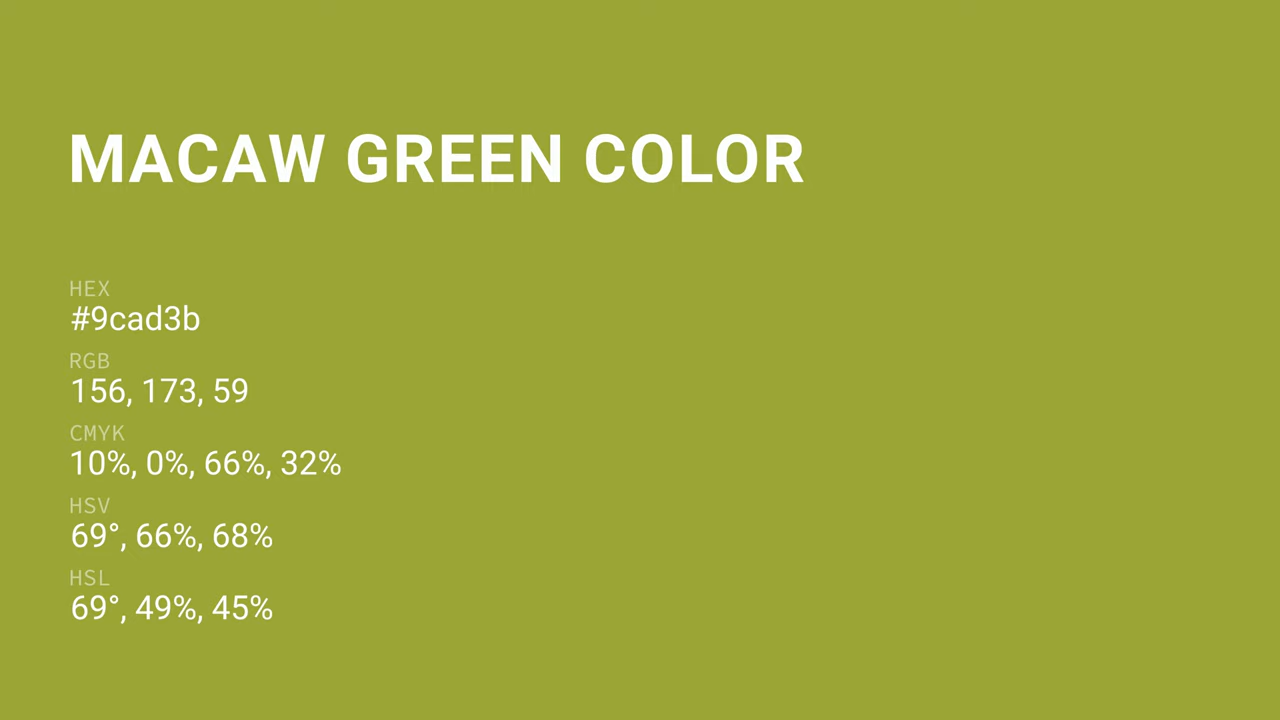 MACAW GREEN COLOR
HEX
#9cad3b
RGB
156, 173, 59
CMYK
10%, 0%, 66%, 32%
HSV
69°, 66%, 68%
HSL
69°, 49%, 45%